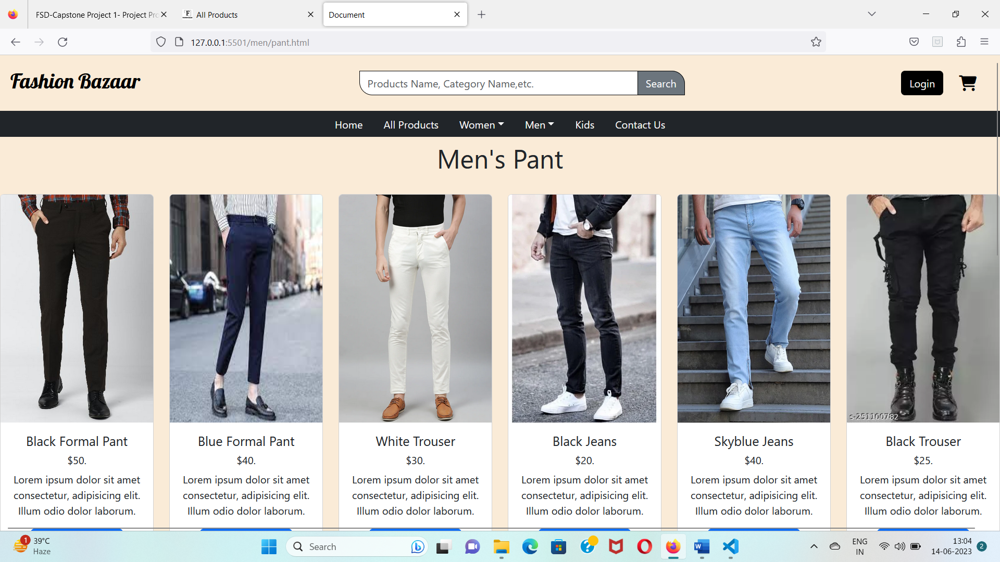 FSD-Capstone Project 1- Project Pro
All Products
Document
127.0.0.1:5501/men/pant.html
Fashion Bazaar
Products Name, Category Name,etc.
Search
Login
Home
All Products
Women
Men
Kids
Contact Us
Men's Pant
s-251100782
Black Formal Pant
$50.
Lorem ipsum dolor sit amet
consectetur, adipisicing elit.
Illum odio dolor laborum.
Blue Formal Pant
$40.
Lorem ipsum dolor sit amet
consectetur, adipisicing elit.
Illum odio dolor laborum.
White Trouser
$30.
Lorem ipsum dolor sit amet
consectetur, adipisicing elit.
Illum odio dolor laborum.
Black Jeans
$20.
Lorem ipsum dolor sit amet
consectetur, adipisicing elit.
Illum odio dolor laborum.
Skyblue Jeans
$40.
Lorem ipsum dolor sit amet
consectetur, adipisicing elit.
Illum odio dolor laborum.
Black Trouser
$25.
Lorem ipsum dolor sit amet
consectetur, adipisicing elit.
Illum odio dolor laborum.
1
39°C
Haze
Search
ENG
IN
13:04
14-06-2023
2